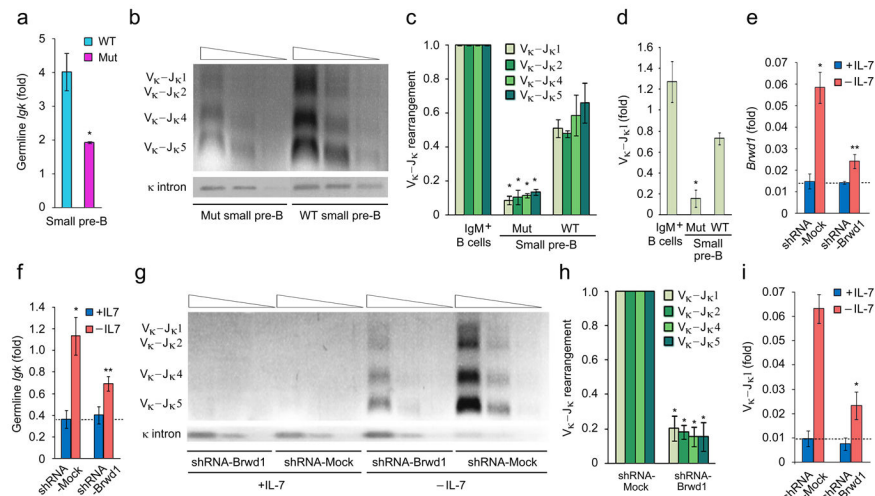 a
WT
Mut
Germline Igk (fold)
6
4
2
0
*
Small pre-B
b
Vκ–Jκ1
Vκ–Jκ2
Vκ–Jκ4
Vκ–Jκ5
κ intron
Mut small pre-B
WT small pre-B
c
Vκ–Jκ rearrangement
1.0
0.8
0.6
0.4
0.2
0
Vκ–Jκ1
Vκ–Jκ2
Vκ–Jκ4
Vκ–Jκ5
* * * *
IgM+
B cells
Mut
WT
Small pre-B
d
Vκ–JκI (fold)
1.6
1.4
1.2
1.0
0.8
0.6
0.4
0.2
0
*
IgM+
B cells
Mut WT
Small
pre-B
e
+IL-7
–IL-7
Brwd1 (fold)
0.07
0.06
0.05
0.04
0.03
0.02
0.01
0
*
**
shRNA
-Mock
shRNA
-Brwd1
f
+IL7
–IL7
Germline Igk (fold)
1.4
1.2
1.0
0.8
0.6
0.4
0.2
0
*
**
shRNA
-Mock
shRNA
-Brwd1
g
Vκ–Jκ1
Vκ–Jκ2
Vκ–Jκ4
Vκ–Jκ5
κ intron
shRNA-Brwd1
shRNA-Mock
shRNA-Brwd1
shRNA-Mock
+IL-7
–IL-7
h
Vκ–Jκ rearrangement
1.0
0.8
0.6
0.4
0.2
0
Vκ–Jκ1
Vκ–Jκ2
Vκ–Jκ4
Vκ–Jκ5
* * * *
shRNA-
Mock
shRNA-
Brwd1
i
+IL-7
–IL-7
Vκ–JκI (fold)
0.07
0.06
0.05
0.04
0.03
0.02
0.01
0
*
shRNA
-Mock
shRNA
-Brwd1